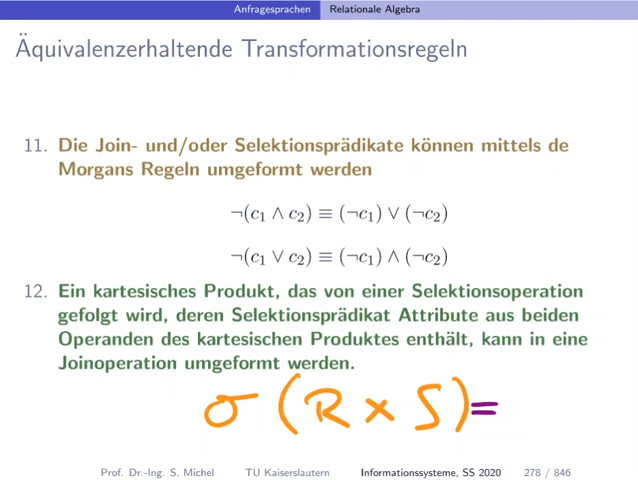 Anfragesprachen Relationale Algebra
Äquivalenzerhaltende Transformationsregeln
11. Die Join- und/oder Selektionsprädikate können mittels de
Morgans Regeln umgeformt werden
¬(c₁ ∧ c₂) ≡ (¬c₁) ∨ (¬c₂)
¬(c₁ ∨ c₂) ≡ (¬c₁) ∧ (¬c₂)
12. Ein kartesisches Produkt, das von einer Selektionsoperation
gefolgt wird, deren Selektionsprädikat Attribute aus beiden
Operanden des kartesischen Produktes enthält, kann in eine
Joinoperation umgeformt werden.
σ (R × S) =
Prof. Dr.-Ing. S. Michel TU Kaiserslautern Informationssysteme, SS 2020 278 / 846